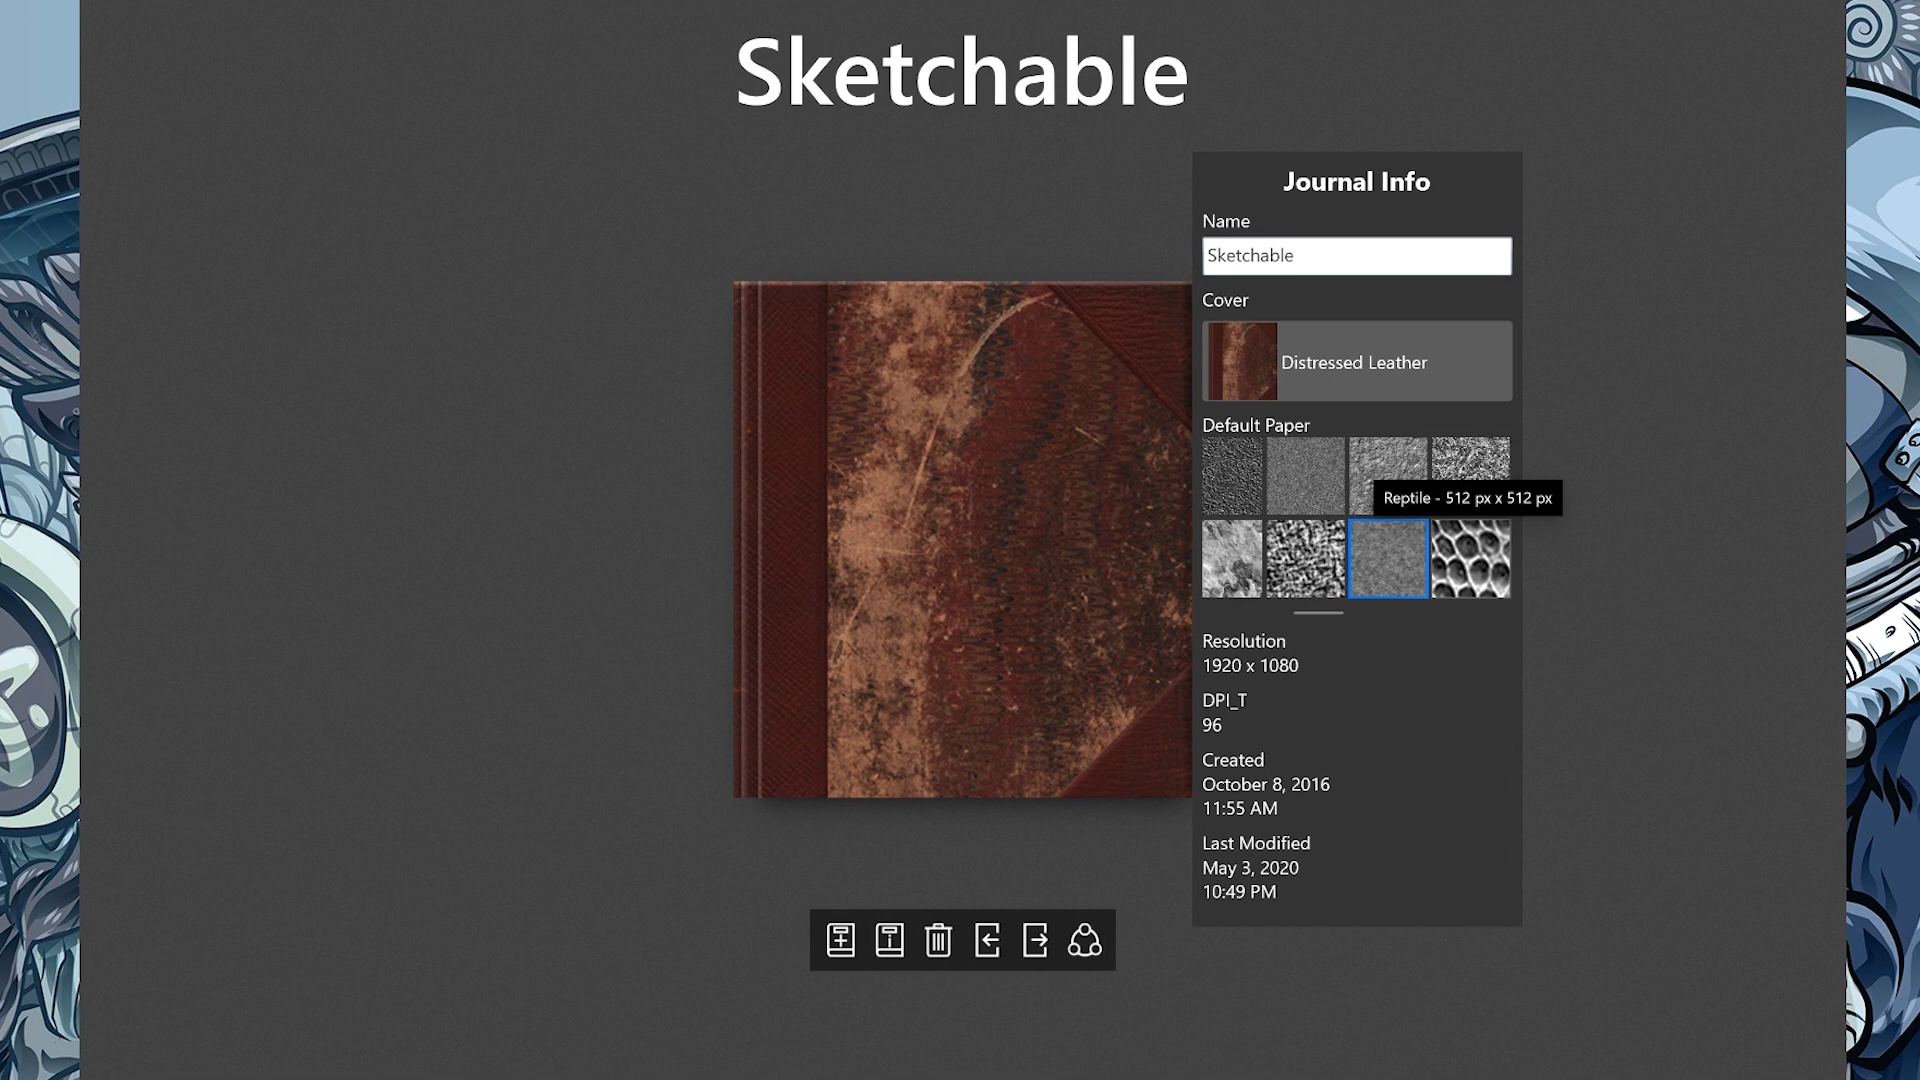 Sketchable
Journal Info
Name
Sketchable
Cover
Distressed Leather
Default Paper
Reptile - 512 px x 512 px
Resolution
1920 x 1080
DPI_T
96
Created
October 8, 2016
11:55 AM
Last Modified
May 3, 2020
10:49 PM